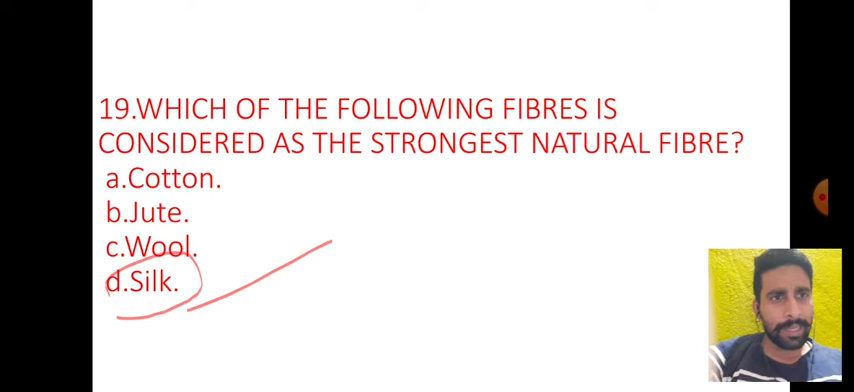 19.WHICH OF THE FOLLOWING FIBRES IS
CONSIDERED AS THE STRONGEST NATURAL FIBRE?
a.Cotton.
b.Jute.
c.Wool.
d.Silk.